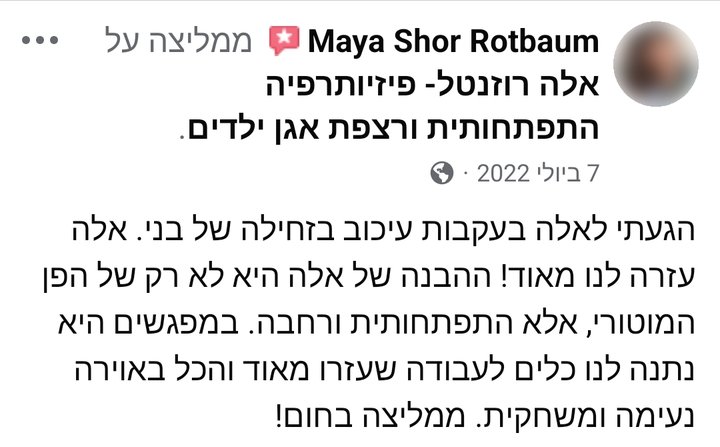 Maya Shor Rotbaum ממליצה על
אלה רוזנטל- פיזיותרפיה
התפתחותית ורצפת אגן ילדים.
7 ביולי 2022 ·
הגעתי לאלה בעקבות עיכוב בזחילה של בני. אלה
עזרה לנו מאוד! ההבנה של אלה היא לא רק של הפן
המוטורי, אלא התפתחותית ורחבה. במפגשים היא
נתנה לנו כלים לעבודה שעזרו מאוד והכל באוירה
נעימה ומשחקית. ממליצה בחום!